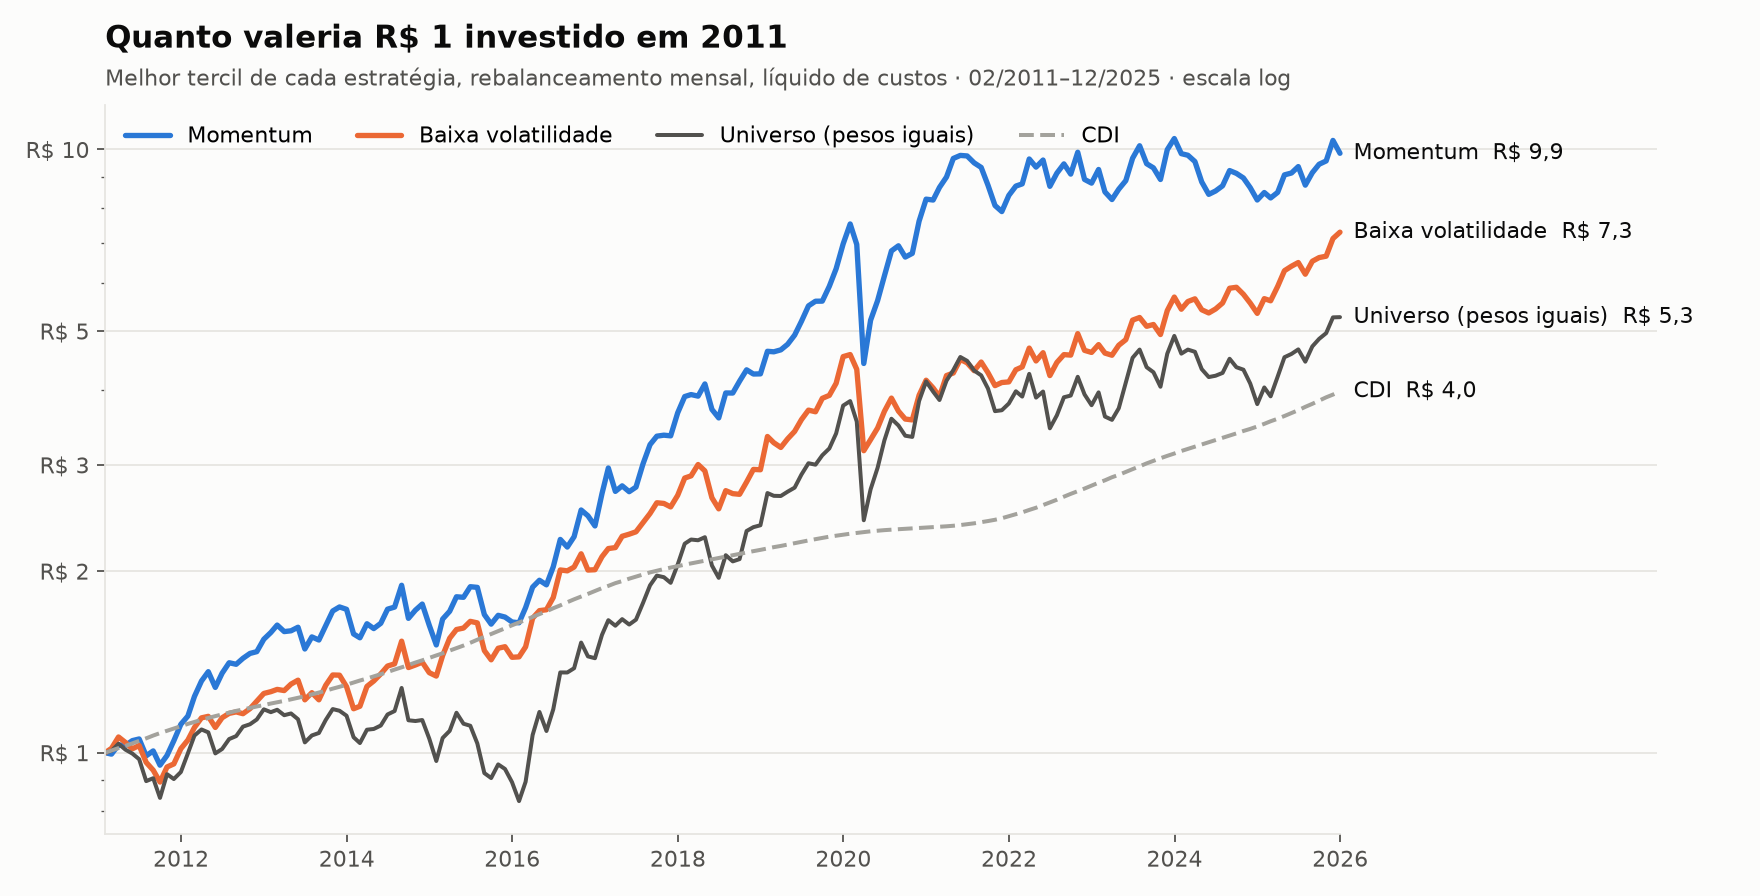 Quanto valeria R$ 1 investido em 2011
Melhor tercil de cada estratégia, rebalanceamento mensal, líquido de custos · 02/2011–12/2025 · escala log
Momentum
Baixa volatilidade
Universo (pesos iguais)
CDI
R$ 10
R$ 5
R$ 3
R$ 2
R$ 1
Momentum R$ 9,9
Baixa volatilidade R$ 7,3
Universo (pesos iguais) R$ 5,3
CDI R$ 4,0
2012
2014
2016
2018
2020
2022
2024
2026